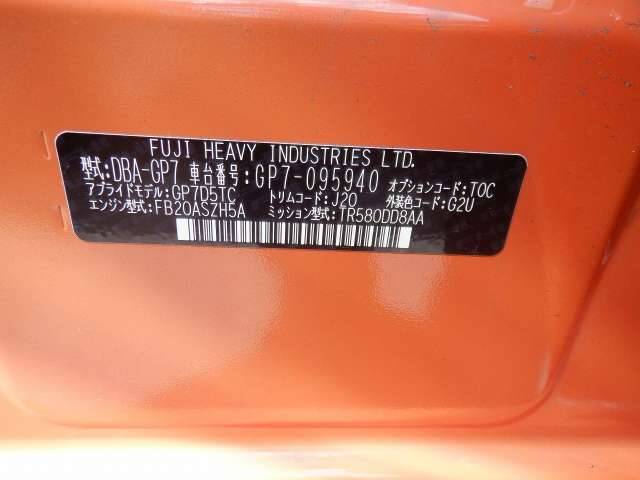 FUJI HEAVY INDUSTRIES LTD.
型式:DBA-GP7 車台番号:GP7-095940 オプションコード:TOC
アプライドモデル:GP7D5TC トリムコード:J20 外装色コード:G2U
エンジン型式:FB20ASZH5A ミッション型式:TR580DD8AA